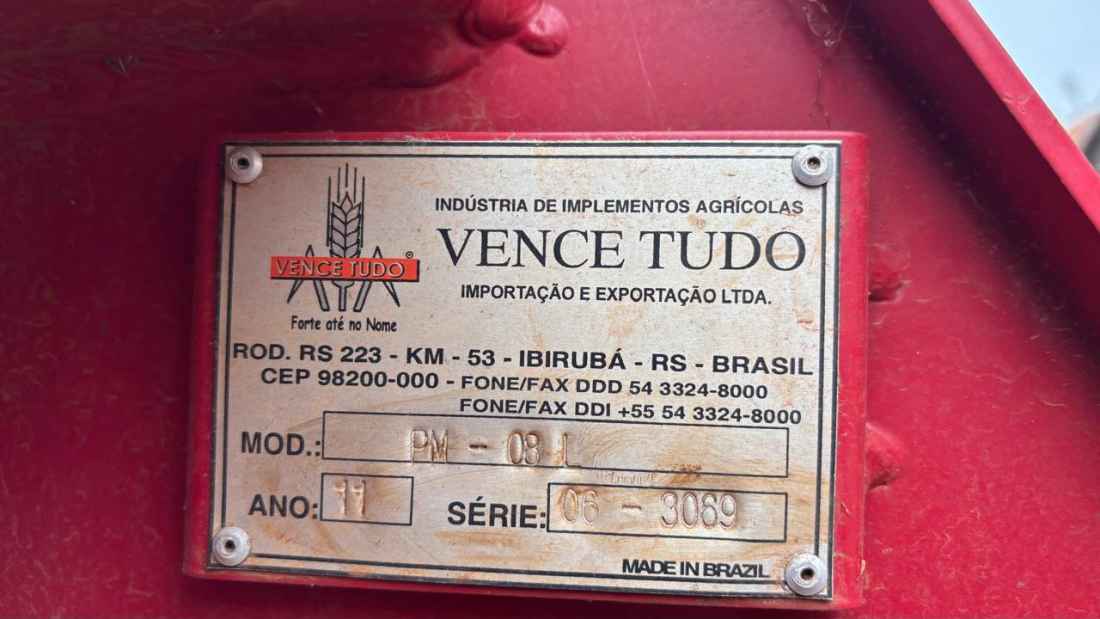 INDÚSTRIA DE IMPLEMENTOS AGRÍCOLAS
VENCE TUDO
IMPORTAÇÃO E EXPORTAÇÃO LTDA.
VENCE TUDO ®
Forte até no Nome
ROD. RS 223 - KM - 53 - IBIRUBÁ - RS - BRASIL
CEP 98200-000 - FONE/FAX DDD 54 3324-8000
FONE/FAX DDI +55 54 3324-8000
MOD.: PM - 08 L
ANO: 11 SÉRIE: 06 - 3069
MADE IN BRAZIL